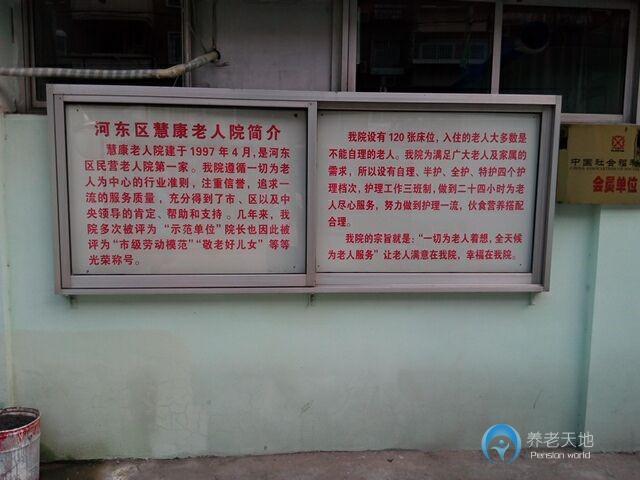 河东区慧康老人院简介
慧康老人院建于 1997 年 4 月,是河东
区民营老人院第一家。我院遵循一切为老
人为中心的行业准则，注重信誉，追求一
流的服务质量，充分得到了市、区以及中
央领导的肯定、帮助和支持。几年来，我
院多次被评为 “示范单位” 院长也因此被
评为“市级劳动模范”“敬老好儿女” 等等
光荣称号。
我院设有 120 张床位，入住的老人大多数是
不能自理的老人。我院为满足广大老人及家属的
需求，所以设有自理、半护、全护、特护四个护
理档次，护理工作三班制，做到二十四小时为老
人尽心服务，努力做到护理一流，伙食营养搭配
合理。
我院的宗旨就是：“一切为老人着想，全天候
为老人服务” 让老人满意在我院，幸福在我院。
中国社会福
会员单位
养老天地
Pension world